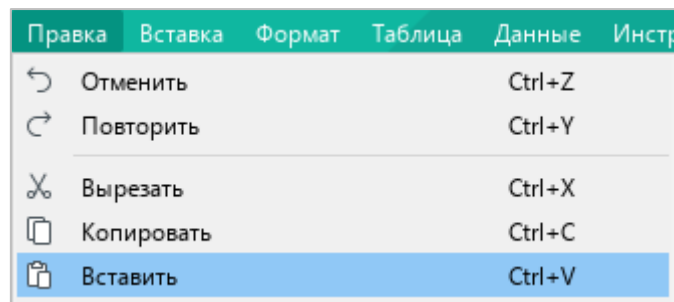 Правка Вставка Формат Таблица Данные
Отменить Ctrl+Z
Повторить Ctrl+Y
Вырезать Ctrl+X
Копировать Ctrl+C
Вставить Ctrl+V